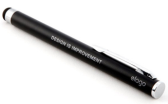 DESIGN IS IMPROVEMENT
elago